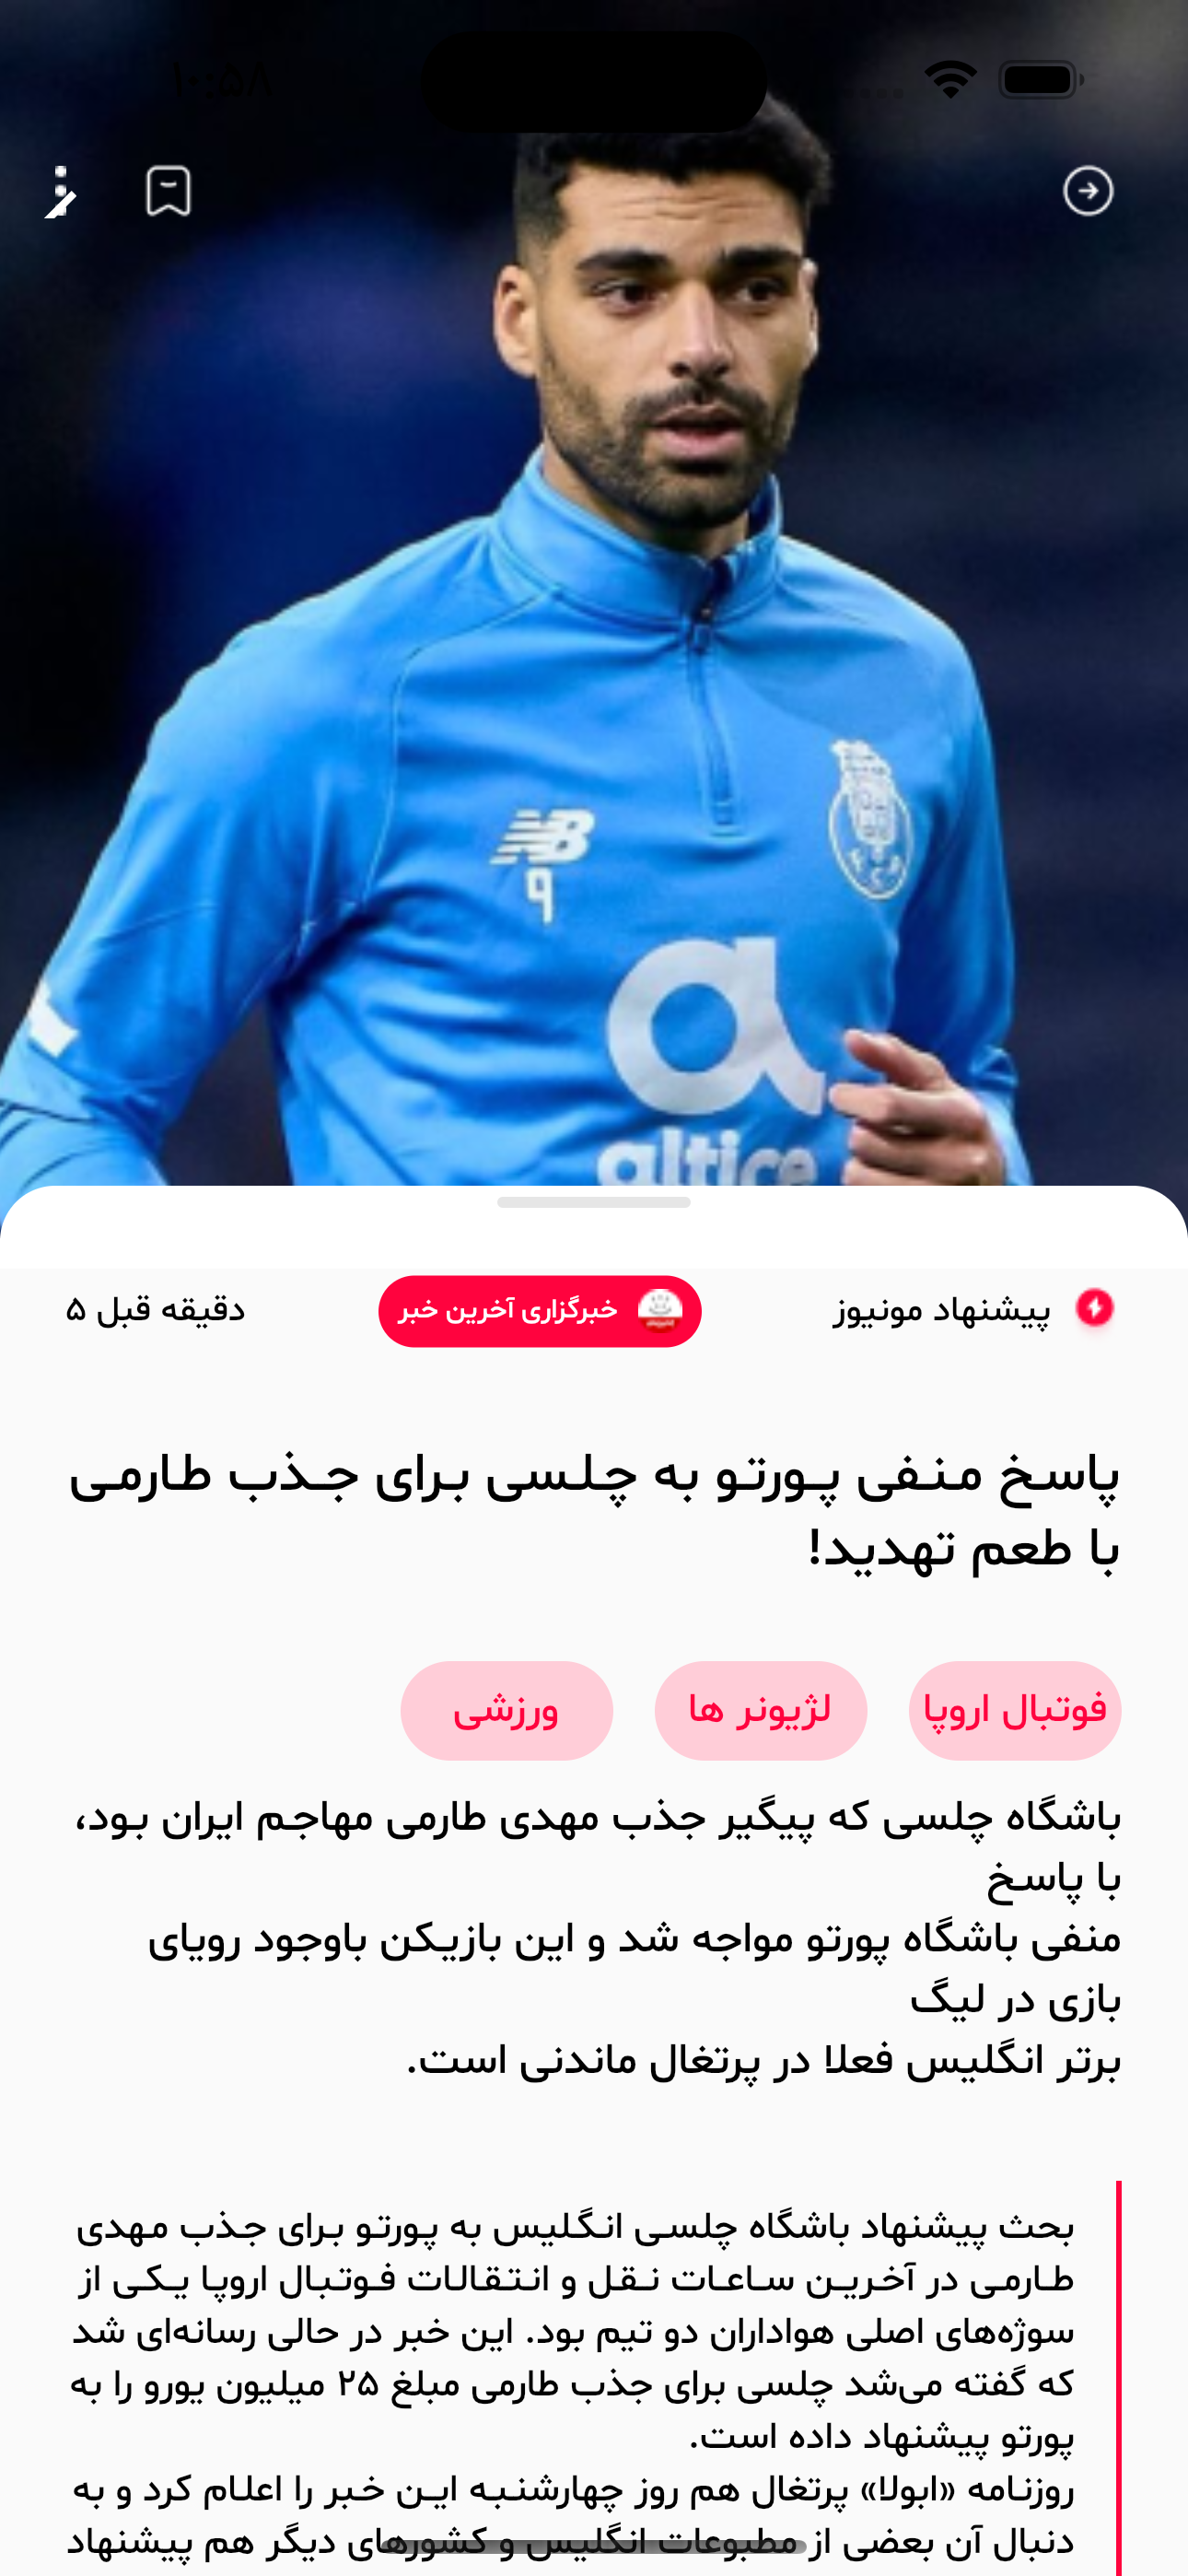 ۱۰:۵۸
۹
altice
پیشنهاد مونیوز
خبرگزاری آخرین خبر
دقیقه قبل ۵
پاسخ منفی پورتو به چلسی برای جذب طارمی
با طعم تهدید!
فوتبال اروپا
لژیونر ها
ورزشی
باشگاه چلسی که پیگیر جذب مهدی طارمی مهاجم ایران بود،
با پاسخ
منفی باشگاه پورتو مواجه شد و این بازیکن باوجود رویای
بازی در لیگ
برتر انگلیس فعلا در پرتغال ماندنی است.
بحث پیشنهاد باشگاه چلسی انگلیس به پورتو برای جذب مهدی
طارمی در آخرین ساعات نقل و انتقالات فوتبال اروپا یکی از
سوژه‌های اصلی هواداران دو تیم بود. این خبر در حالی رسانه‌ای شد
که گفته می‌شد چلسی برای جذب طارمی مبلغ ۲۵ میلیون یورو را به
پورتو پیشنهاد داده است.
روزنامه «ابولا» پرتغال هم روز چهارشنبه این خبر را اعلام کرد و به
دنبال آن بعضی از مطبوعات انگلیس و کشورهای دیگر هم پیشنهاد